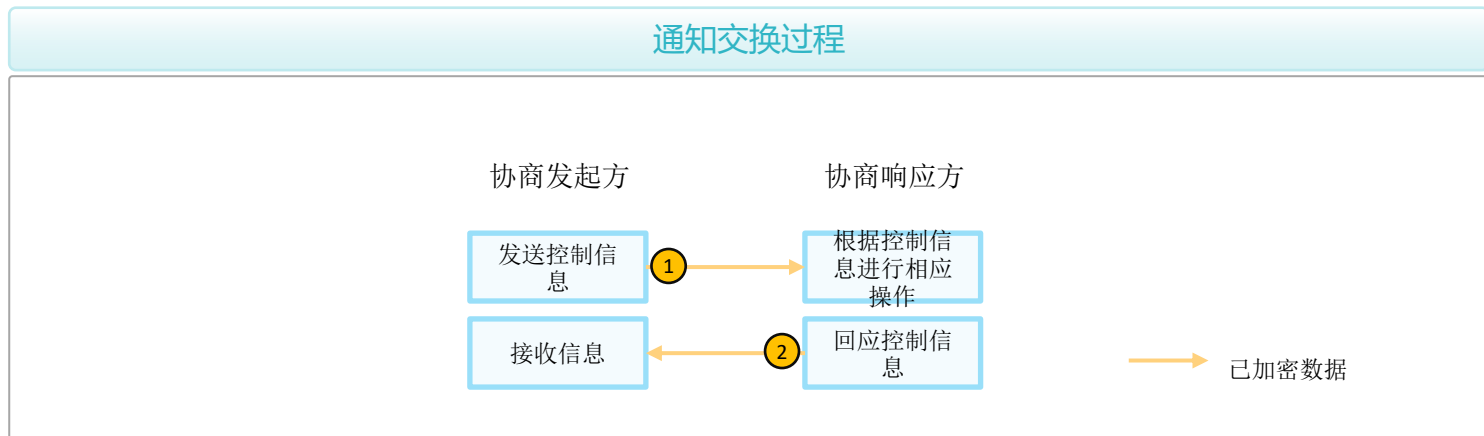 通知交换过程
协商发起方
协商响应方
发送控制信
息
1
根据控制信
息进行相应
操作
接收信息
2
回应控制信
息
已加密数据